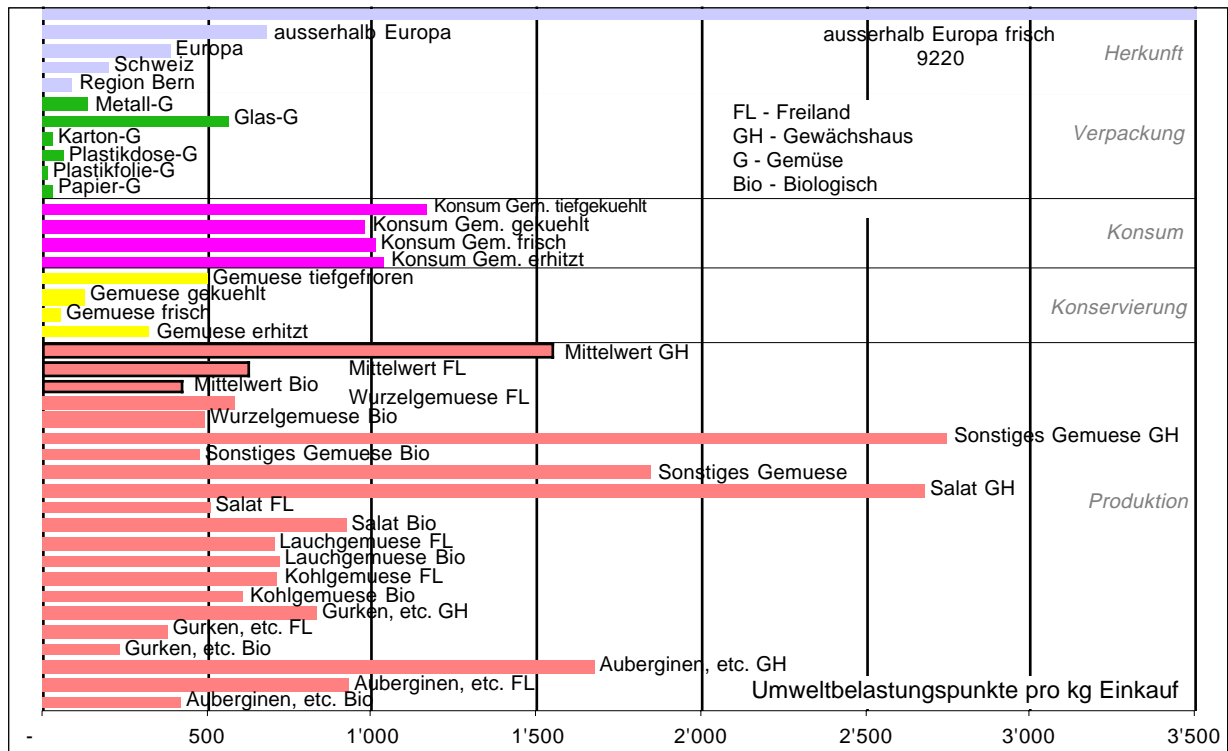 ausserhalb Europa
ausserhalb Europa frisch
9220
Herkunft
Europa
Schweiz
Region Bern
Metall-G
Glas-G
Karton-G
Plastikdose-G
Plastikfolie-G
Papier-G
FL - Freiland
GH - Gewächshaus
G - Gemüse
Bio - Biologisch
Verpackung
Konsum Gem. tiefgekuehlt
Konsum Gem. gekuehlt
Konsum Gem. frisch
Konsum Gem. erhitzt
Konsum
Gemuese tiefgefroren
Gemuese gekuehlt
Gemuese frisch
Gemuese erhitzt
Konservierung
Mittelwert GH
Mittelwert FL
Mittelwert Bio
Wurzelgemuese FL
Wurzelgemuese Bio
Sonstiges Gemuese GH
Sonstiges Gemuese Bio
Sonstiges Gemuese
Salat GH
Salat FL
Produktion
Salat Bio
Lauchgemuese FL
Lauchgemuese Bio
Kohlgemuese FL
Kohlgemuese Bio
Gurken, etc. GH
Gurken, etc. FL
Gurken, etc. Bio
Auberginen, etc. GH
Auberginen, etc. FL
Auberginen, etc. Bio
Umweltbelastungspunkte pro kg Einkauf
- 500 1'000 1'500 2'000 2'500 3'000 3'500